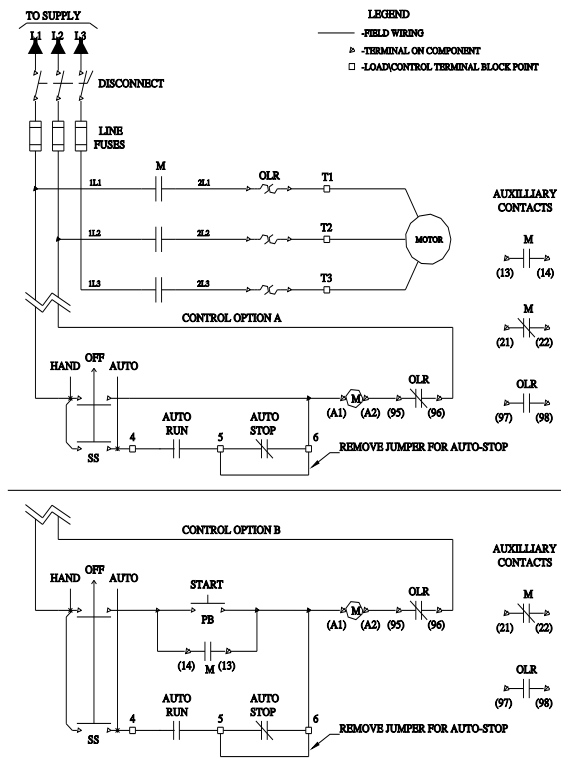 TO SUPPLY
L1 L2 L3
LEGEND
-FIELD WIRING
-TERMINAL ON COMPONENT
-LOAD\CONTROL TERMINAL BLOCK POINT
DISCONNECT
LINE
FUSES
M
OLR
1L1
2L1
T1
1L2
2L2
T2
MOTOR
1L3
2L3
T3
AUXILLIARY
CONTACTS
M
(13) (14)
M
(21) (22)
OLR
(97) (98)
CONTROL OPTION A
HAND
OFF
AUTO
M
OLR
(A1) (A2) (95) (96)
SS
4
AUTO
RUN
5
AUTO
STOP
6
REMOVE JUMPER FOR AUTO-STOP
CONTROL OPTION B
AUXILLIARY
CONTACTS
HAND
OFF
AUTO
START
PB
M
OLR
(A1) (A2) (95) (96)
(14) M (13)
M
(21) (22)
OLR
(97) (98)
SS
4
AUTO
RUN
5
AUTO
STOP
6
REMOVE JUMPER FOR AUTO-STOP